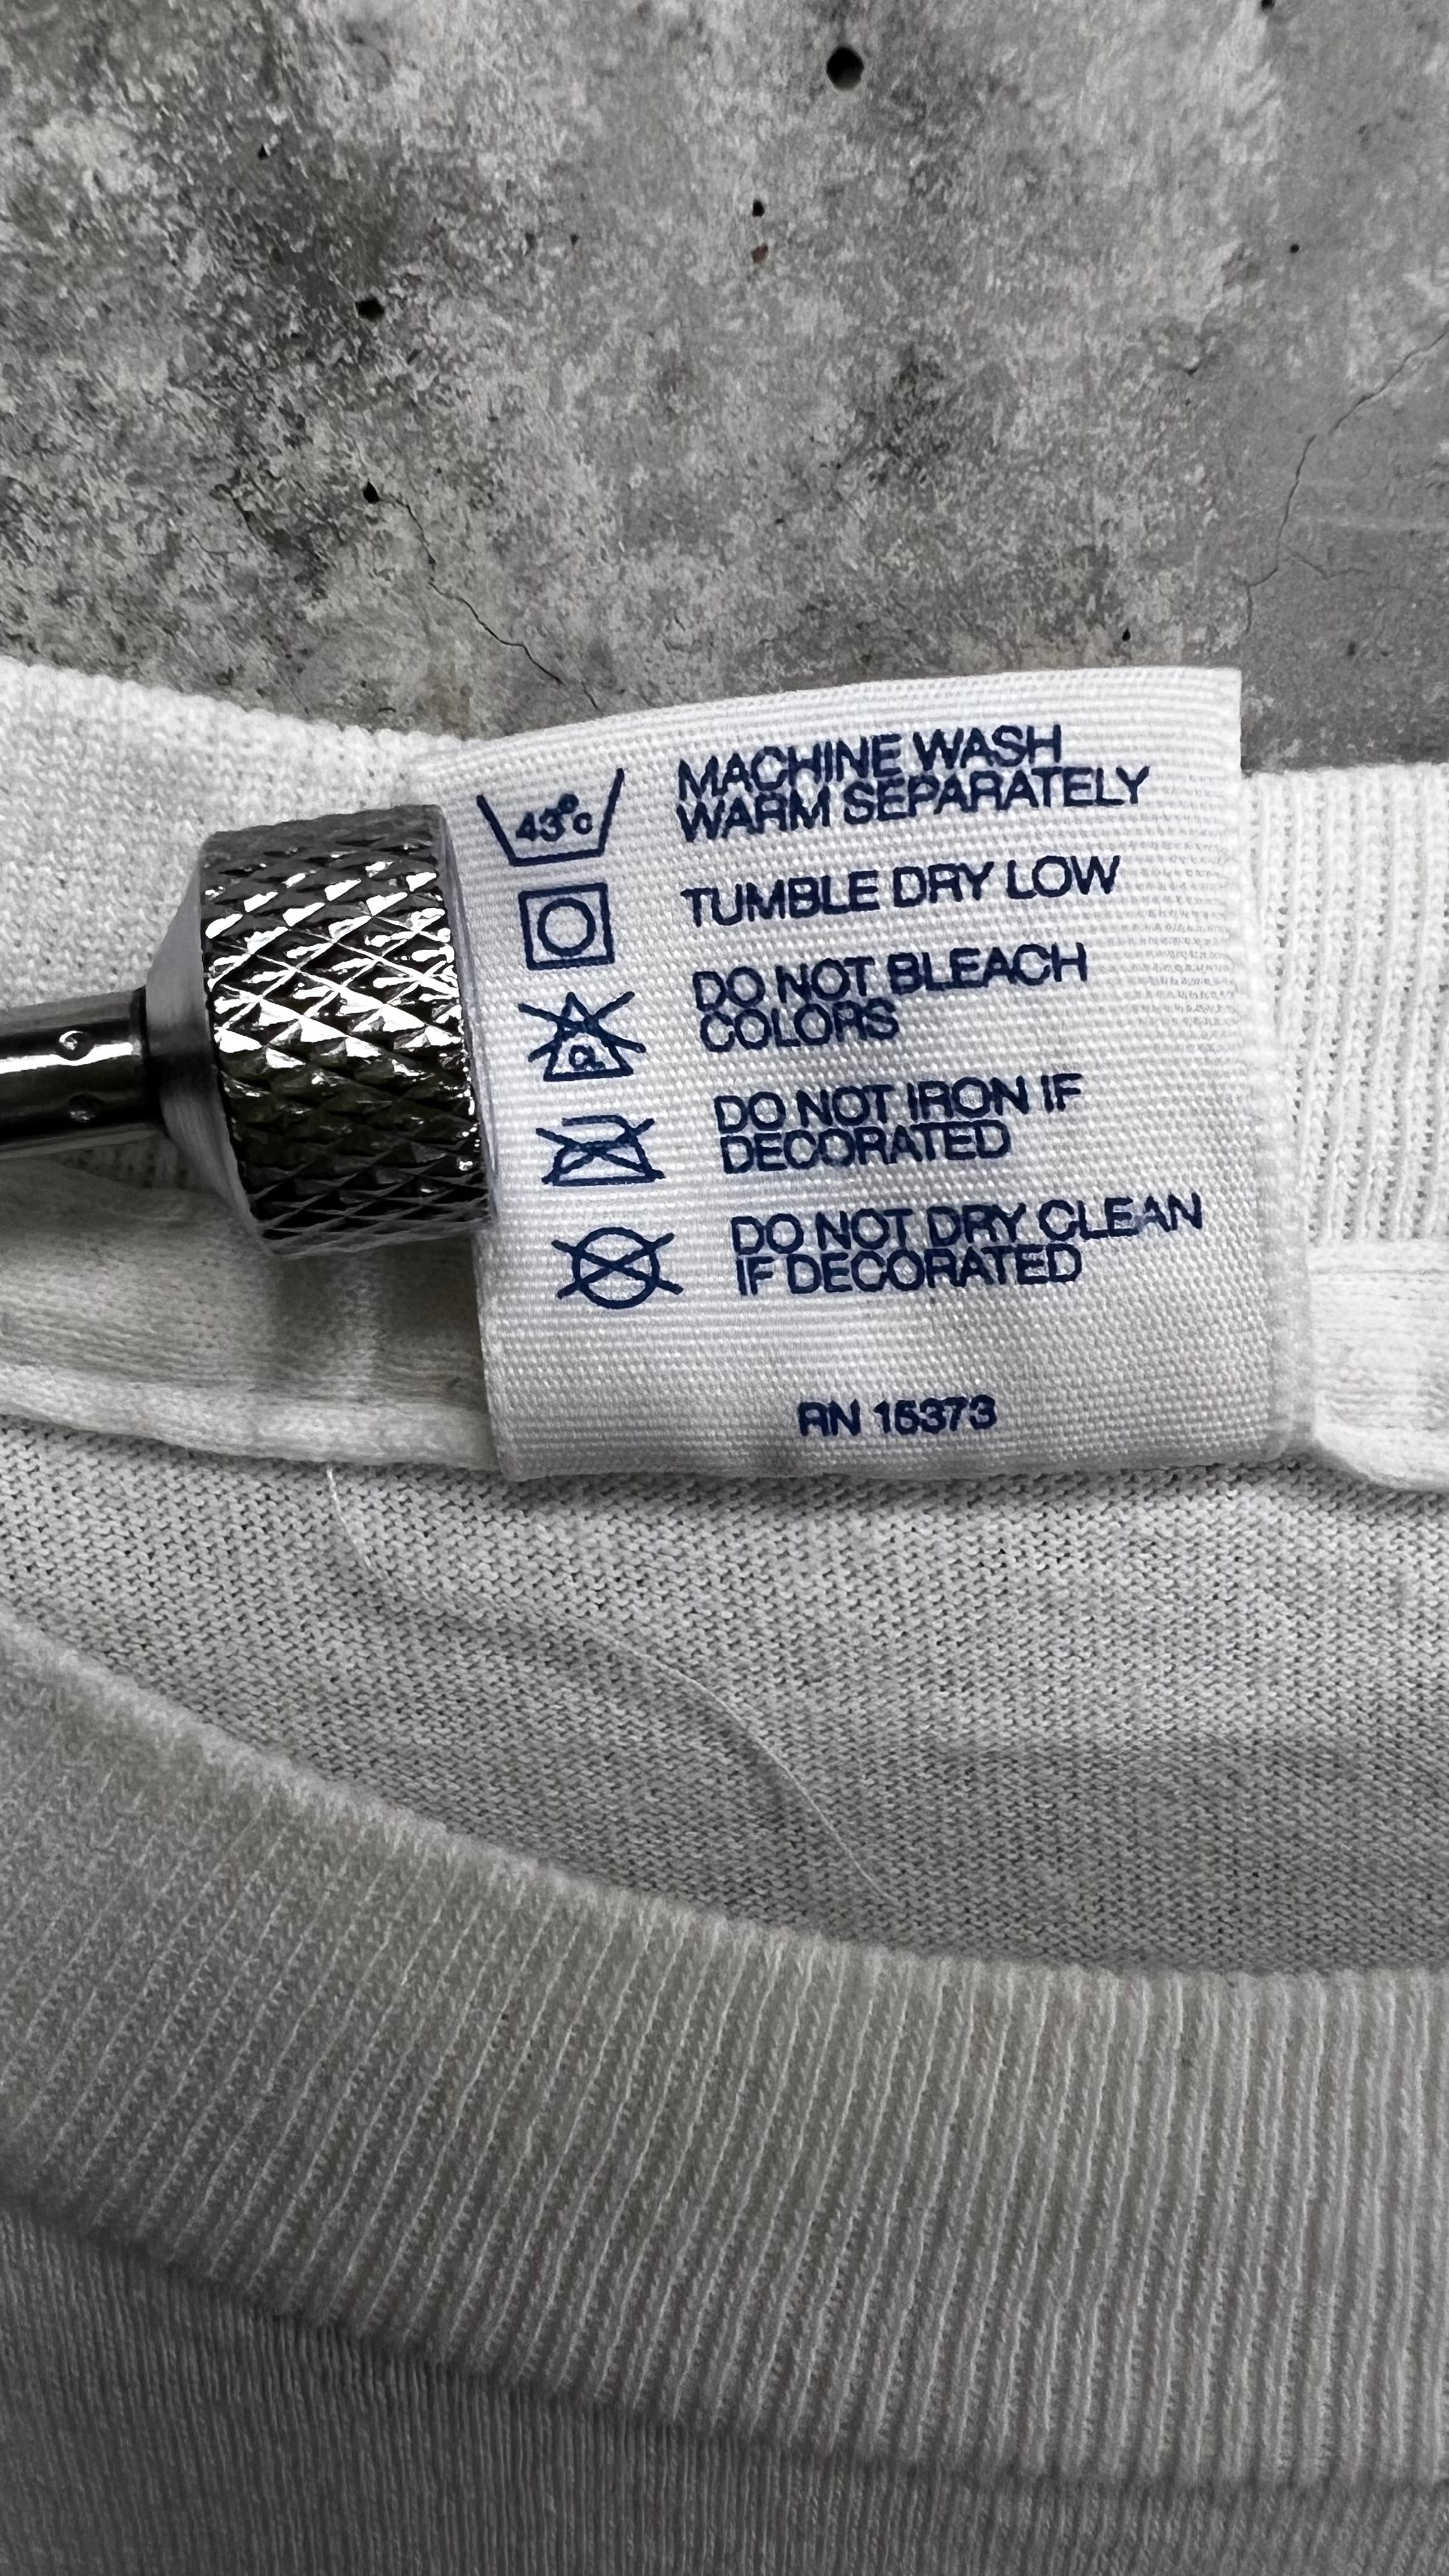 43°C
MACHINE WASH
WARM SEPARATELY
TUMBLE DRY LOW
DO NOT BLEACH
COLORS
CL
DO NOT IRON IF
DECORATED
DO NOT DRY CLEAN
IF DECORATED
RN 15373